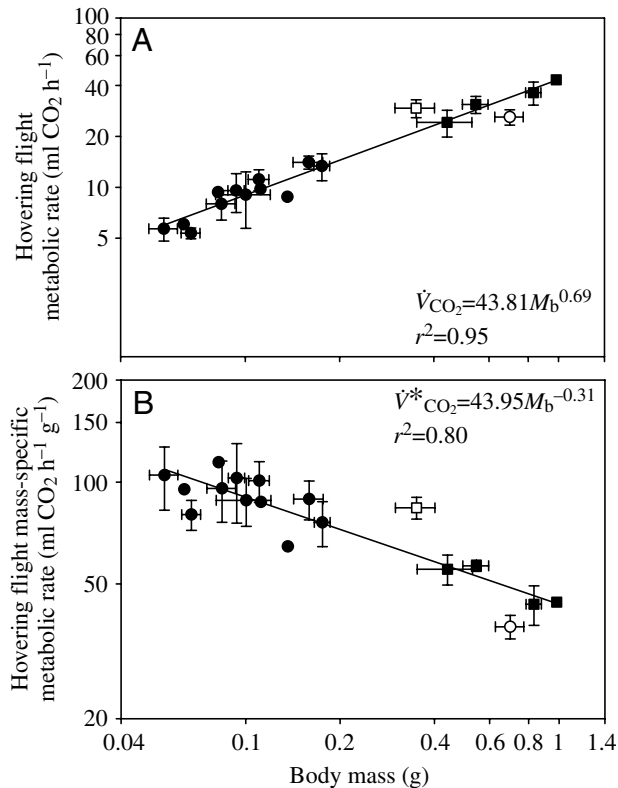 A
100
80
60
40
20
10
5
Hovering flight
metabolic rate (ml CO₂ h⁻¹)
V̇CO₂=43.81Mb^0.69
r²=0.95
B
200
150
100
50
20
Hovering flight mass-specific
metabolic rate (ml CO₂ h⁻¹ g⁻¹)
V̇*CO₂=43.95Mb^−0.31
r²=0.80
0.04 0.1 0.2 0.4 0.6 0.8 1 1.4
Body mass (g)